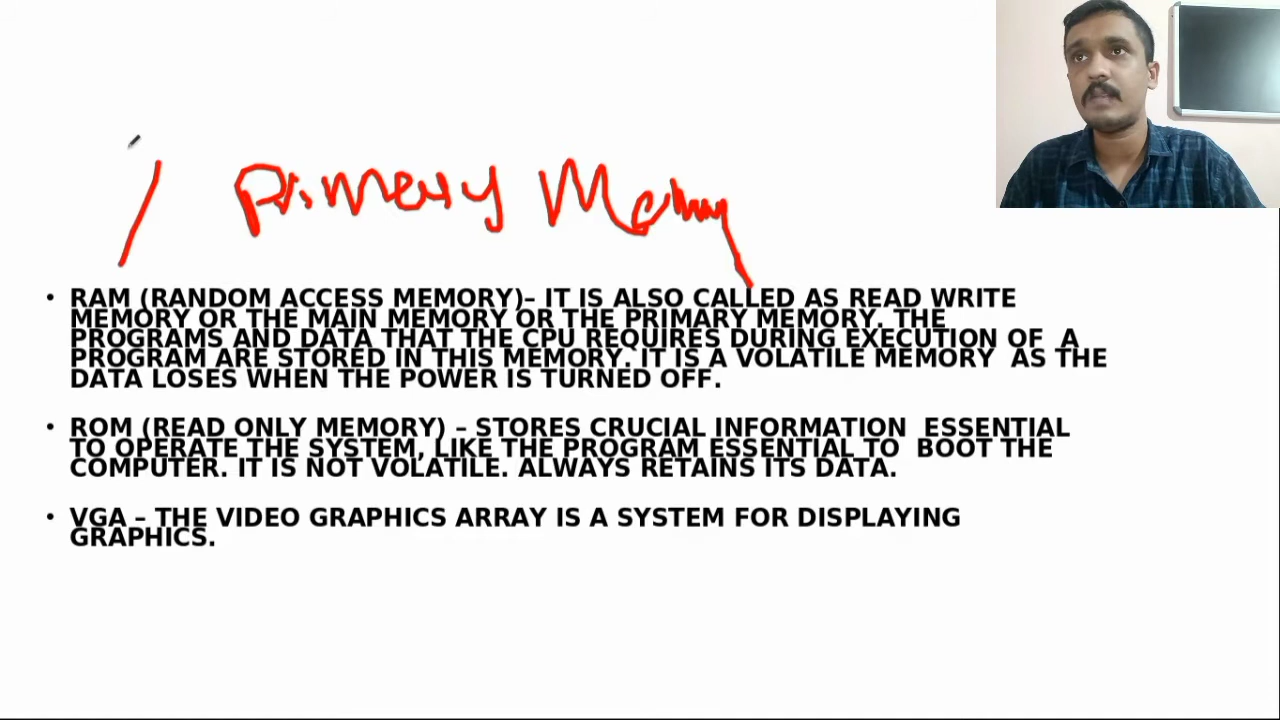 Primery Memory
• RAM (RANDOM ACCESS MEMORY)– IT IS ALSO CALLED AS READ WRITE
MEMORY OR THE MAIN MEMORY OR THE PRIMARY MEMORY. THE
PROGRAMS AND DATA THAT THE CPU REQUIRES DURING EXECUTION OF A
PROGRAM ARE STORED IN THIS MEMORY. IT IS A VOLATILE MEMORY AS THE
DATA LOSES WHEN THE POWER IS TURNED OFF.
• ROM (READ ONLY MEMORY) – STORES CRUCIAL INFORMATION ESSENTIAL
TO OPERATE THE SYSTEM, LIKE THE PROGRAM ESSENTIAL TO BOOT THE
COMPUTER. IT IS NOT VOLATILE. ALWAYS RETAINS ITS DATA.
• VGA – THE VIDEO GRAPHICS ARRAY IS A SYSTEM FOR DISPLAYING
GRAPHICS.